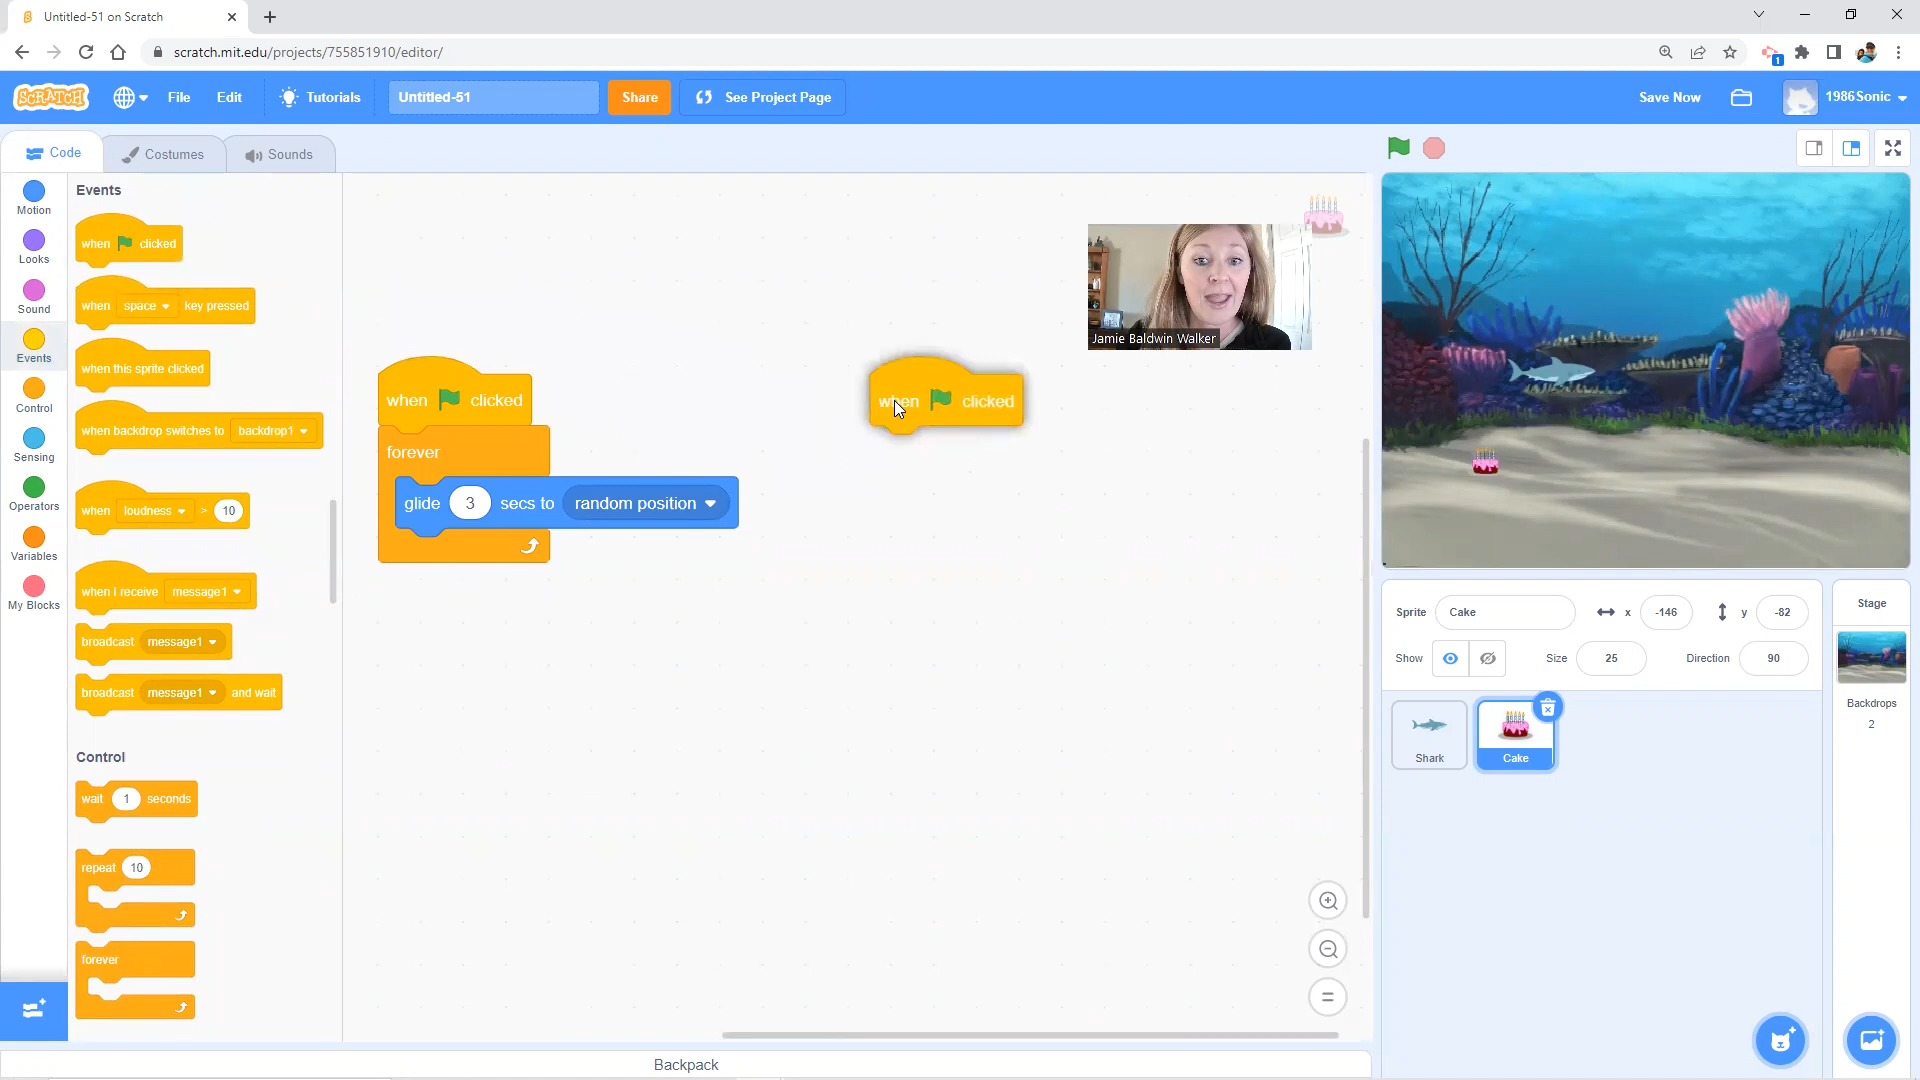 Untitled-51 on Scratch
scratch.mit.edu/projects/755851910/editor/
1
SCRATCH
File
Edit
Tutorials
Untitled-51
Share
See Project Page
Save Now
1986Sonic
Code
Costumes
Sounds
Motion
Looks
Sound
Events
Control
Sensing
Operators
Variables
My Blocks
Events
when clicked
when space key pressed
when this sprite clicked
when backdrop switches to backdrop1
when loudness > 10
when I receive message1
broadcast message1
broadcast message1 and wait
Control
wait 1 seconds
repeat 10
forever
when clicked
forever
glide 3 secs to random position
when clicked
Jamie Baldwin Walker
Backpack
Sprite Cake x -146 y -82
Show Size 25 Direction 90
Shark
Cake
Stage
Backdrops
2